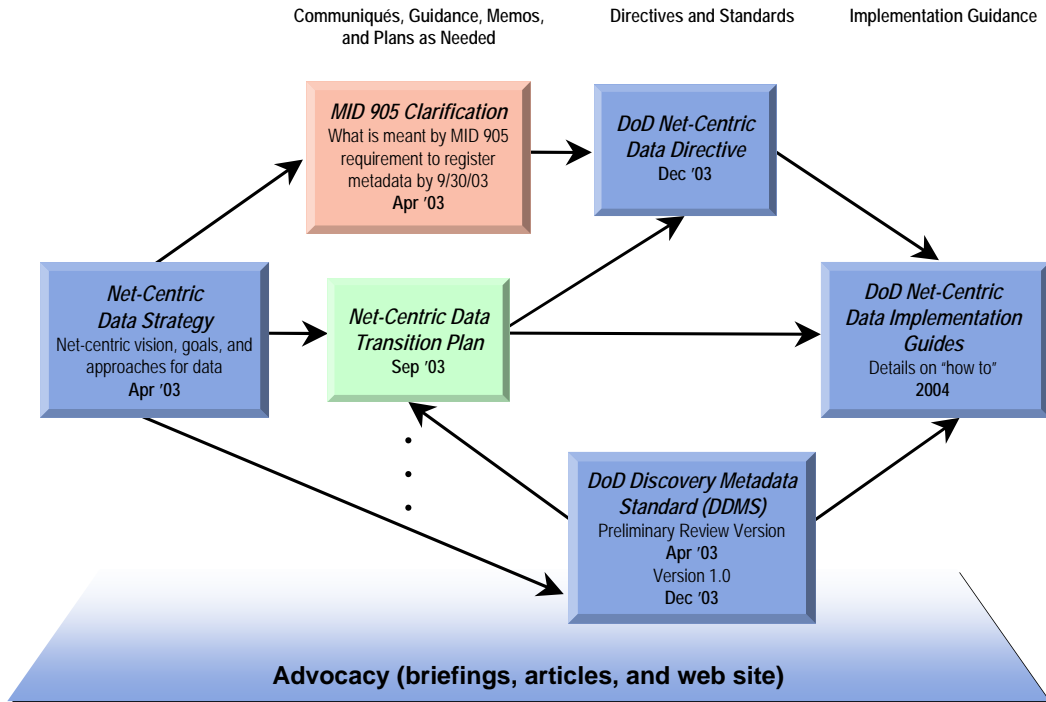 Communiqués, Guidance, Memos,
and Plans as Needed
Directives and Standards
Implementation Guidance
MID 905 Clarification
What is meant by MID 905
requirement to register
metadata by 9/30/03
Apr ’03
DoD Net-Centric
Data Directive
Dec ’03
Net-Centric
Data Strategy
Net-centric vision, goals, and
approaches for data
Apr ’03
Net-Centric Data
Transition Plan
Sep ’03
DoD Net-Centric
Data Implementation
Guides
Details on “how to”
2004
DoD Discovery Metadata
Standard (DDMS)
Preliminary Review Version
Apr ’03
Version 1.0
Dec ’03
Advocacy (briefings, articles, and web site)